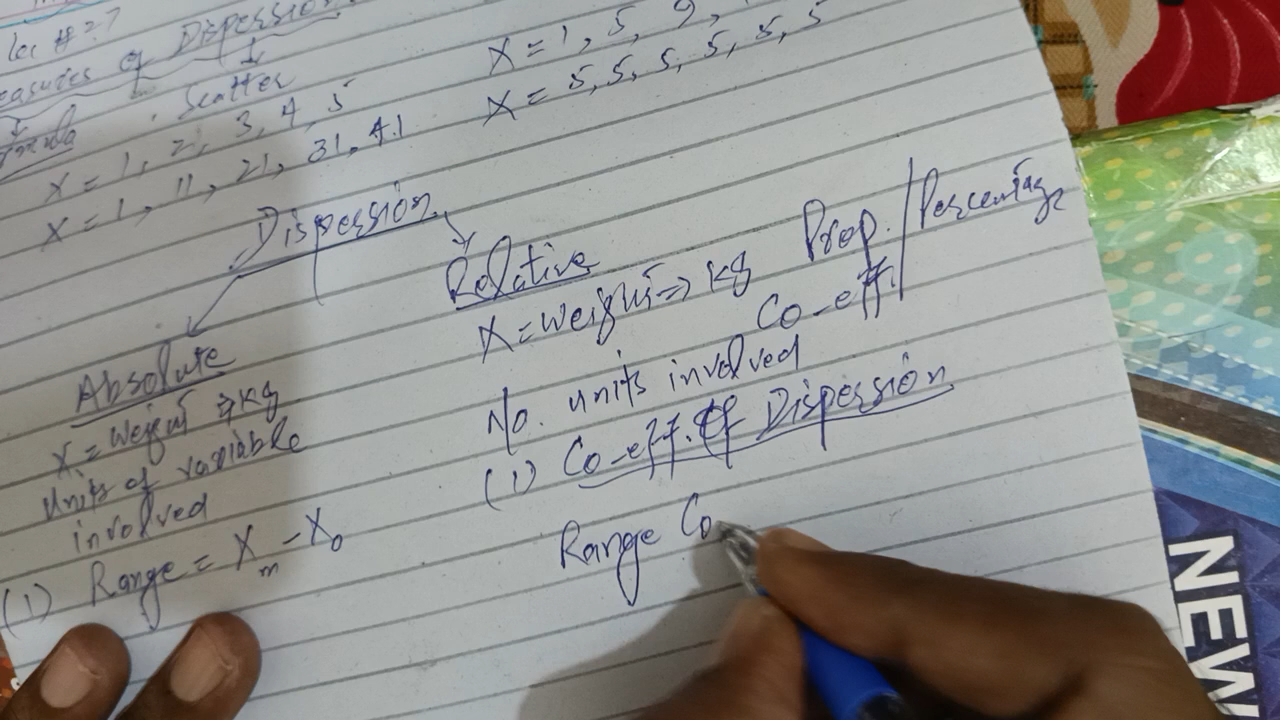 Lec # 27
Measures of Dispersion
Scatter
X = 1, 2, 3, 4, 5
X = 1, 11, 21, 31, 41
X = 1, 5, 9,
X = 5, 5, 5, 5, 5, 5
Dispersion
Absolute
X = Weight ⇒ kg
Units of variable
involved
(1) Range = Xm - X0
Relative
X = Weight ⇒ kg Prop. / Percentage
Co-eff.
No. units involved
(1) Co-eff. of Dispersion
Range Co
NEW